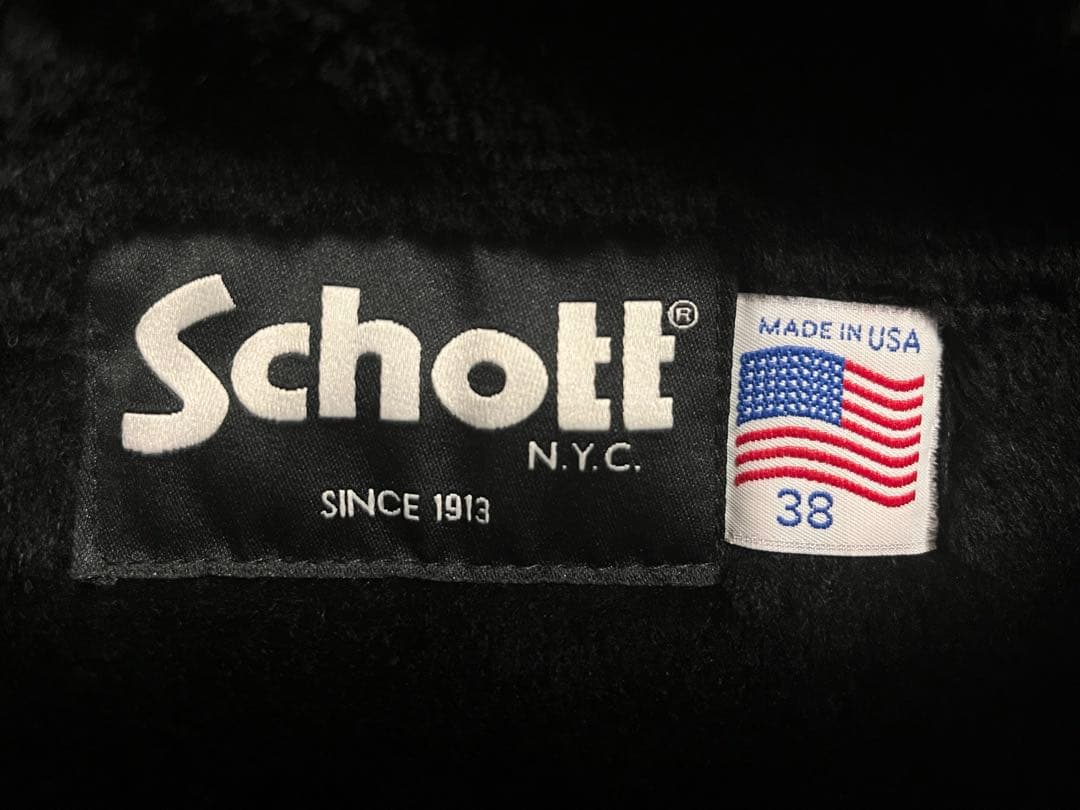 Schott®
N.Y.C.
SINCE 1913
MADE IN USA
38